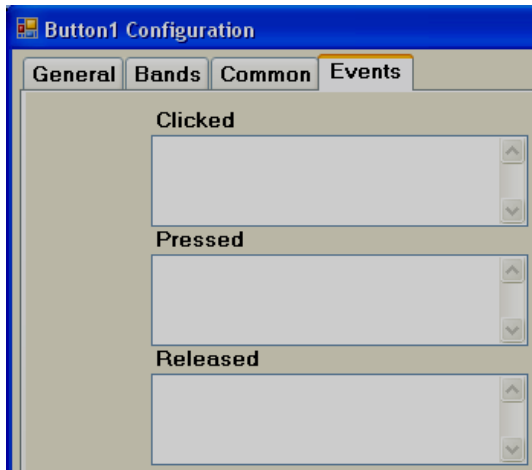 Button1 Configuration
General Bands Common Events
Clicked
Pressed
Released